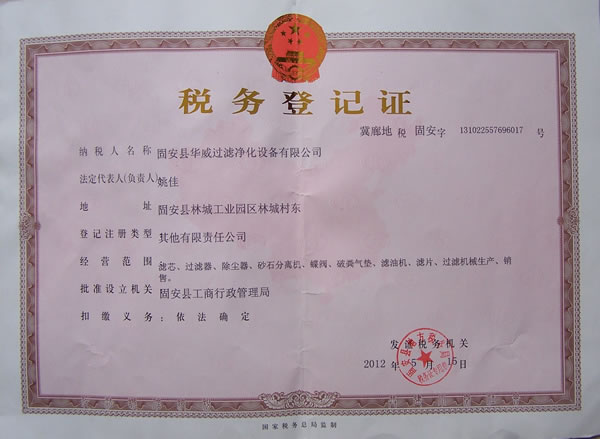 税务登记证
冀廊地 税 固安字 131022557696017 号
纳税人名称 固安县华威过滤净化设备有限公司
法定代表人(负责人) 姚佳
地 址 固安县林城工业园区林城村东
登记注册类型 其他有限责任公司
经营范围 滤芯、过滤器、除尘器、砂石分离机、蝶阀、破粪气垫、滤油机、滤片、过滤机械生产、销
售。
批准设立机关 固安县工商行政管理局
扣缴义务：依法确定
发证税务机关
2012 年 5 月 15 日
国家税务总局监制